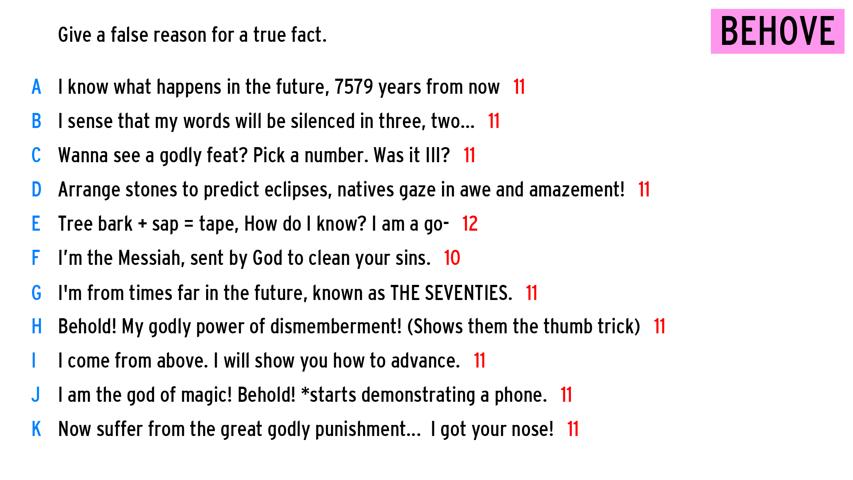 Give a false reason for a true fact.
BEHOVE
A I know what happens in the future, 7579 years from now 11
B I sense that my words will be silenced in three, two... 11
C Wanna see a godly feat? Pick a number. Was it III? 11
D Arrange stones to predict eclipses, natives gaze in awe and amazement! 11
E Tree bark + sap = tape, How do I know? I am a go- 12
F I'm the Messiah, sent by God to clean your sins. 10
G I'm from times far in the future, known as THE SEVENTIES. 11
H Behold! My godly power of dismemberment! (Shows them the thumb trick) 11
I I come from above. I will show you how to advance. 11
J I am the god of magic! Behold! *starts demonstrating a phone. 11
K Now suffer from the great godly punishment... I got your nose! 11